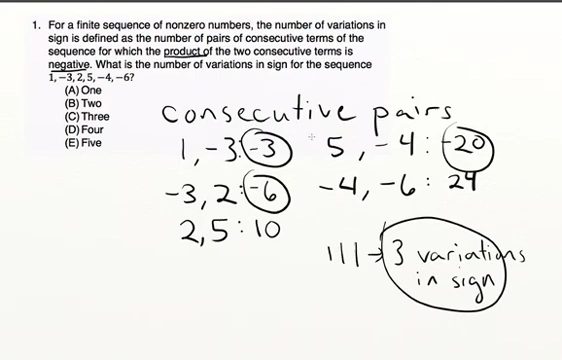 1. For a finite sequence of nonzero numbers, the number of variations in
sign is defined as the number of pairs of consecutive terms of the
sequence for which the product of the two consecutive terms is
negative. What is the number of variations in sign for the sequence
1, −3, 2, 5, −4, −6?
(A) One
(B) Two
(C) Three
(D) Four
(E) Five
consecutive pairs
1, -3: -3
-3, 2: -6
2, 5: 10
5, -4: -20
-4, -6: 24
111 → 3 variations
in sign